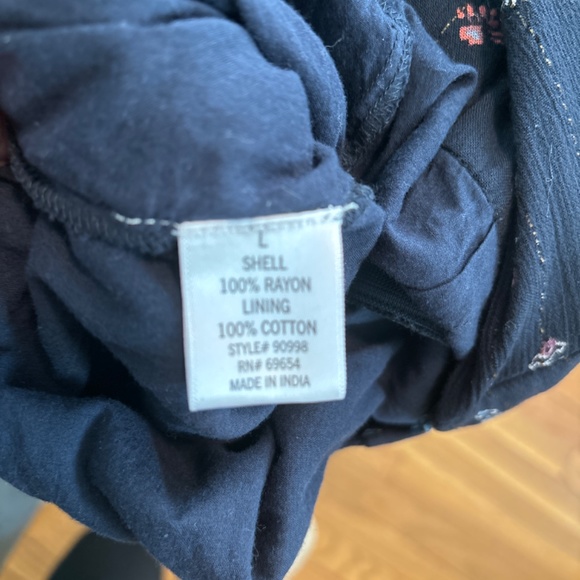 L
SHELL
100% RAYON
LINING
100% COTTON
STYLE# 90998
RN# 69654
MADE IN INDIA